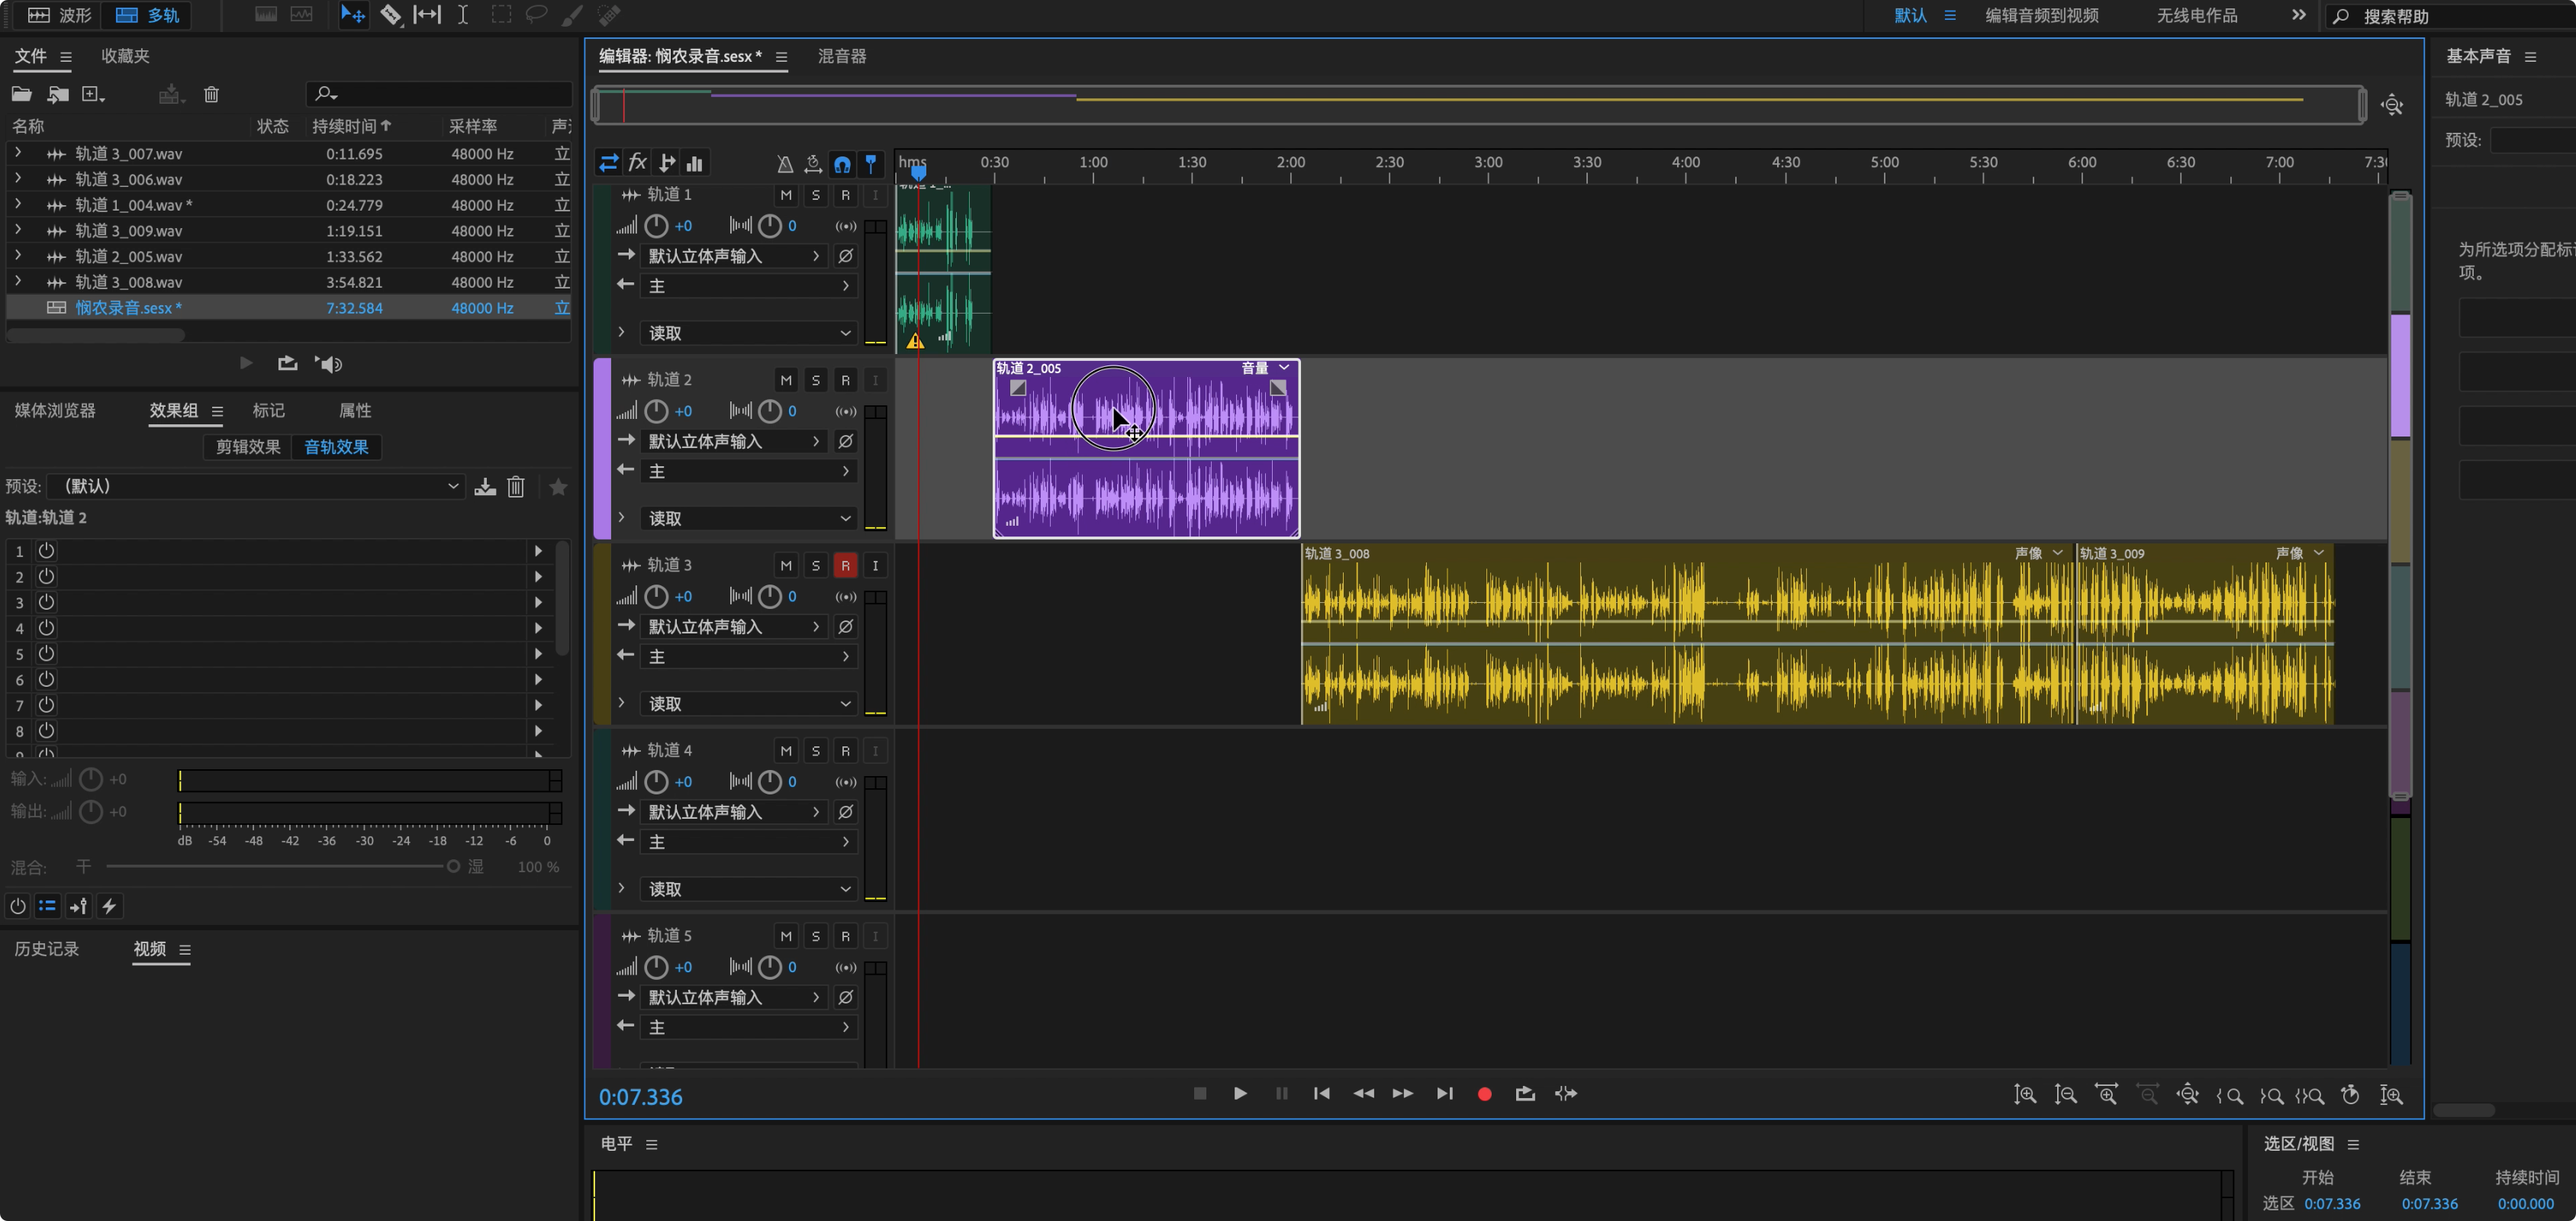 波形 多轨 默认 编辑音频到视频 无线电作品 搜索帮助
文件 收藏夹
名称 状态 持续时间 采样率
轨道 3_007.wav 0:11.695 48000 Hz 立
轨道 3_006.wav 0:18.223 48000 Hz 立
轨道 1_004.wav * 0:24.779 48000 Hz 立
轨道 3_009.wav 1:19.151 48000 Hz 立
轨道 2_005.wav 1:33.562 48000 Hz 立
轨道 3_008.wav 3:54.821 48000 Hz 立
悯农录音.sesx * 7:32.584 48000 Hz 立
媒体浏览器 效果组 标记 属性
剪辑效果 音轨效果
预设: (默认)
轨道:轨道 2
1
2
3
4
5
6
7
8
输入: +0
输出: +0
dB -54 -48 -42 -36 -30 -24 -18 -12 -6 0
混合: 干 湿 100 %
历史记录 视频
编辑器: 悯农录音.sesx * 混音器
hms 0:30 1:00 1:30 2:00 2:30 3:00 3:30 4:00 4:30 5:00 5:30 6:00 6:30 7:00
轨道 1 M S R I
+0 0
默认立体声输入
主
读取
轨道 2 M S R I
+0 0
默认立体声输入
主
读取
轨道 2_005 音量
轨道 3 M S R I
+0 0
默认立体声输入
主
读取
轨道 3_008 声像 轨道 3_009 声像
轨道 4 M S R I
+0 0
默认立体声输入
主
读取
轨道 5 M S R I
+0 0
默认立体声输入
主
0:07.336
电平
基本声音
轨道 2_005
预设:
为所选项分配标
项。
选区/视图
开始 结束 持续时间
选区 0:07.336 0:07.336 0:00.000